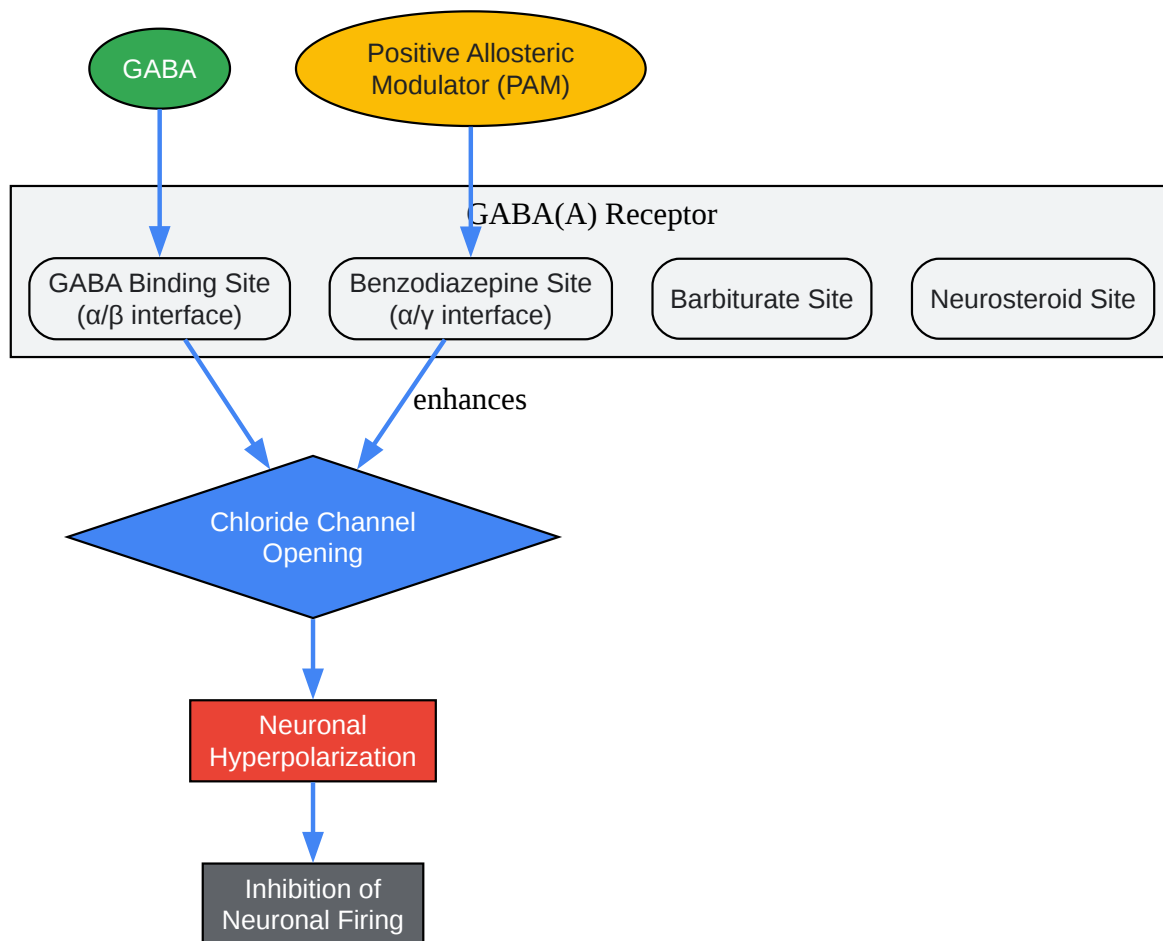 GABA
Positive Allosteric
Modulator (PAM)
GABA(A) Receptor
GABA Binding Site
(α/β interface)
Benzodiazepine Site
(α/γ interface)
Barbiturate Site
Neurosteroid Site
enhances
Chloride Channel
Opening
Neuronal
Hyperpolarization
Inhibition of
Neuronal Firing